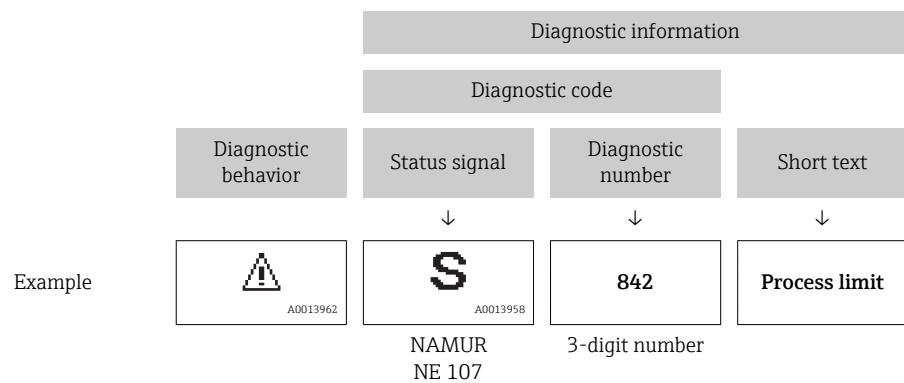 Diagnostic information
Diagnostic code
Diagnostic
behavior
Status signal
Diagnostic
number
Short text
↓
↓
↓
Example
A0013962
S
A0013958
842
Process limit
NAMUR
NE 107
3-digit number